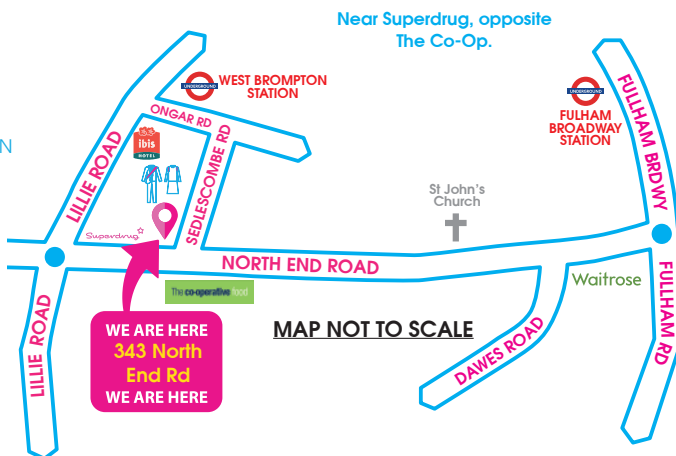 Near Superdrug, opposite
The Co-Op.
UNDERGROUND
WEST BROMPTON
STATION
UNDERGROUND
FULHAM
BROADWAY
STATION
FULLHAM BRDWY
ONGAR RD
N
LILLIE ROAD
ibis
HOTEL
SEDLESCOMBE RD
St John's
Church
Superdrug
NORTH END ROAD
Waitrose
FULLHAM RD
The co-operative food
LILLIE ROAD
WE ARE HERE
343 North
End Rd
WE ARE HERE
MAP NOT TO SCALE
DAWES ROAD